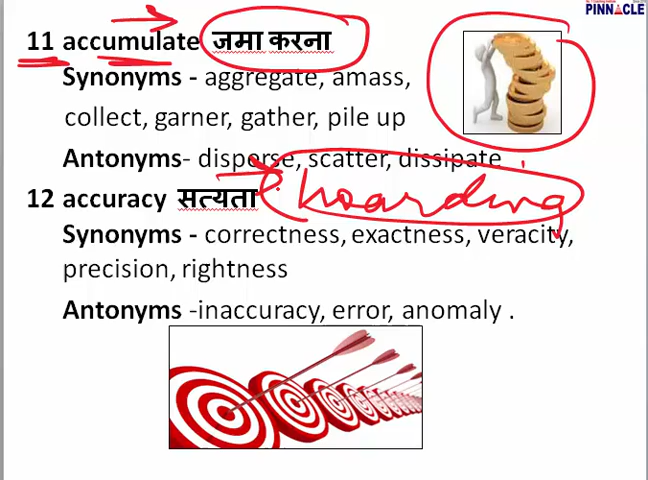 PINNACLE
11 accumulate जमा करना
Synonyms - aggregate, amass,
collect, garner, gather, pile up
Antonyms- disperse, scatter, dissipate
12 accuracy सत्यता hoarding
Synonyms - correctness, exactness, veracity,
precision, rightness
Antonyms -inaccuracy, error, anomaly .